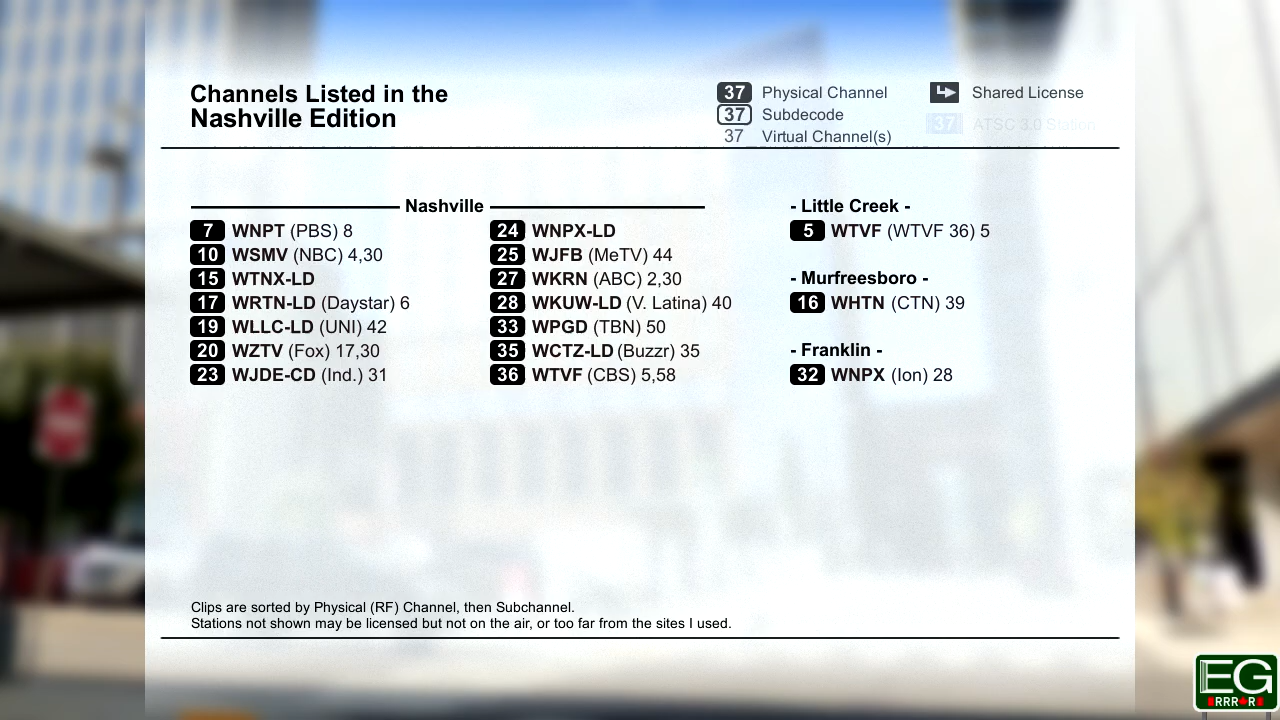 Channels Listed in the
Nashville Edition
37 Physical Channel
37 Subdecode
37 Virtual Channel(s)
Shared License
37 ATSC 3.0 Station
Nashville
7 WNPT (PBS) 8
10 WSMV (NBC) 4,30
15 WTNX-LD
17 WRTN-LD (Daystar) 6
19 WLLC-LD (UNI) 42
20 WZTV (Fox) 17,30
23 WJDE-CD (Ind.) 31
24 WNPX-LD
25 WJFB (MeTV) 44
27 WKRN (ABC) 2,30
28 WKUW-LD (V. Latina) 40
33 WPGD (TBN) 50
35 WCTZ-LD (Buzzr) 35
36 WTVF (CBS) 5,58
- Little Creek -
5 WTVF (WTVF 36) 5
- Murfreesboro -
16 WHTN (CTN) 39
- Franklin -
32 WNPX (Ion) 28
Clips are sorted by Physical (RF) Channel, then Subchannel.
Stations not shown may be licensed but not on the air, or too far from the sites I used.
EG
RRR R